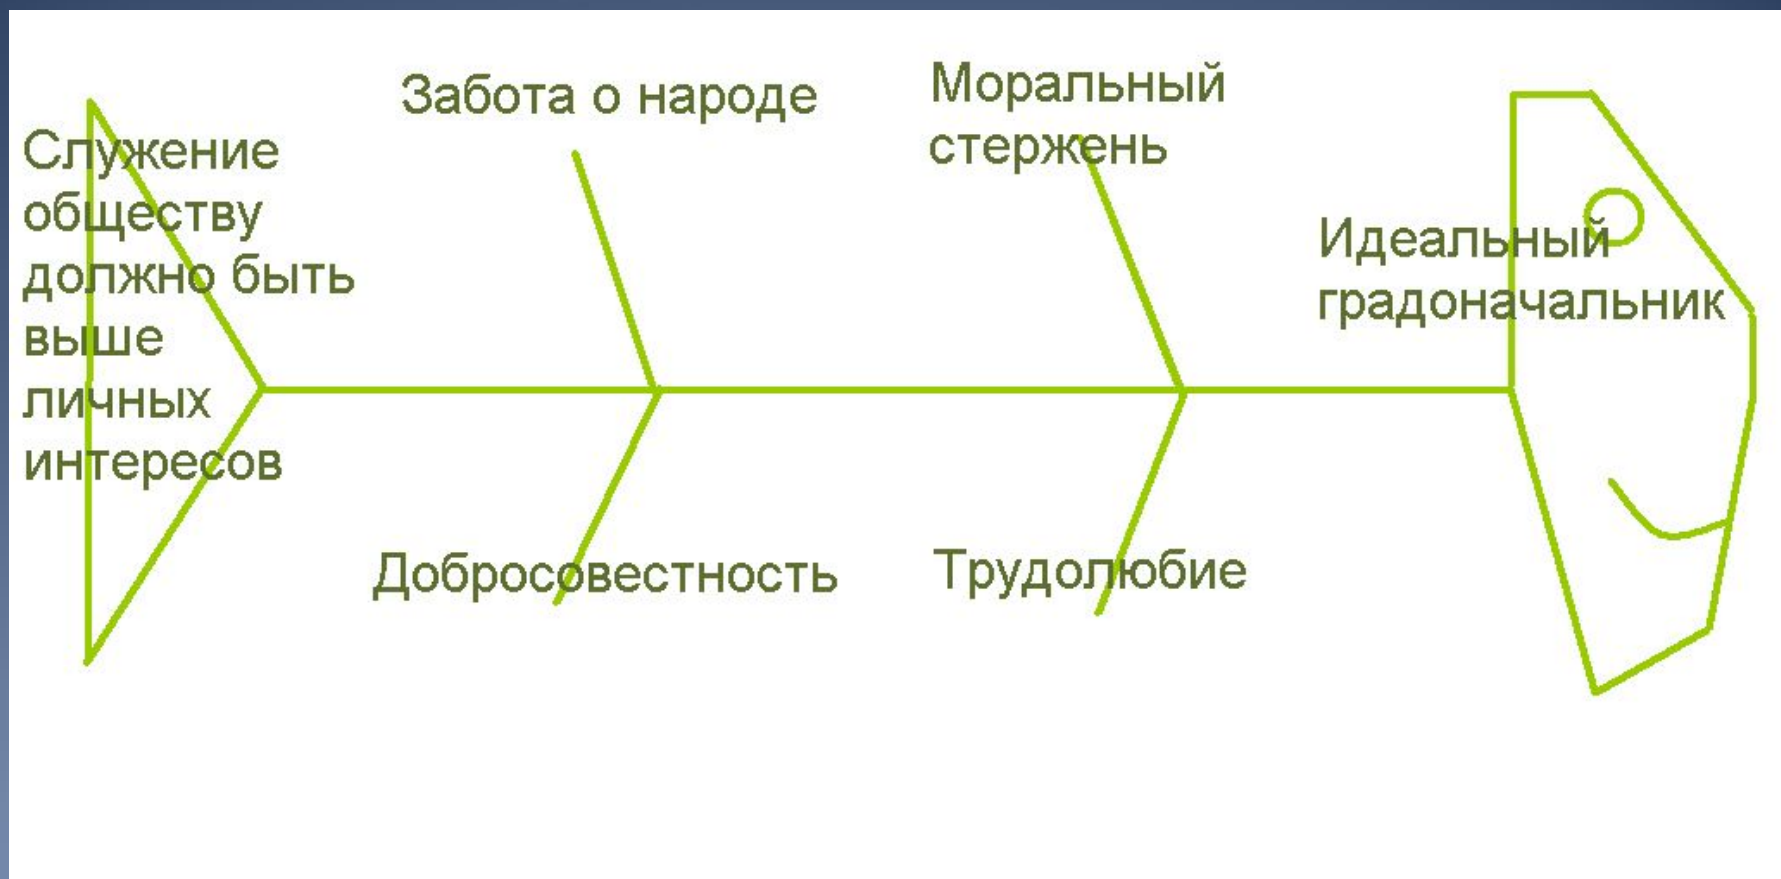 Забота о народе
Моральный
стержень
Служение
обществу
должно быть
выше
личных
интересов
Идеальный
градоначальник
Добросовестность
Трудолюбие